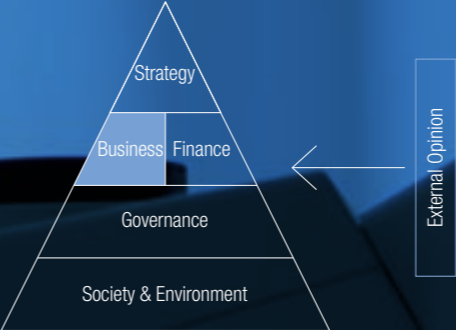 Strategy
Business Finance
Governance
Society & Environment
External Opinion